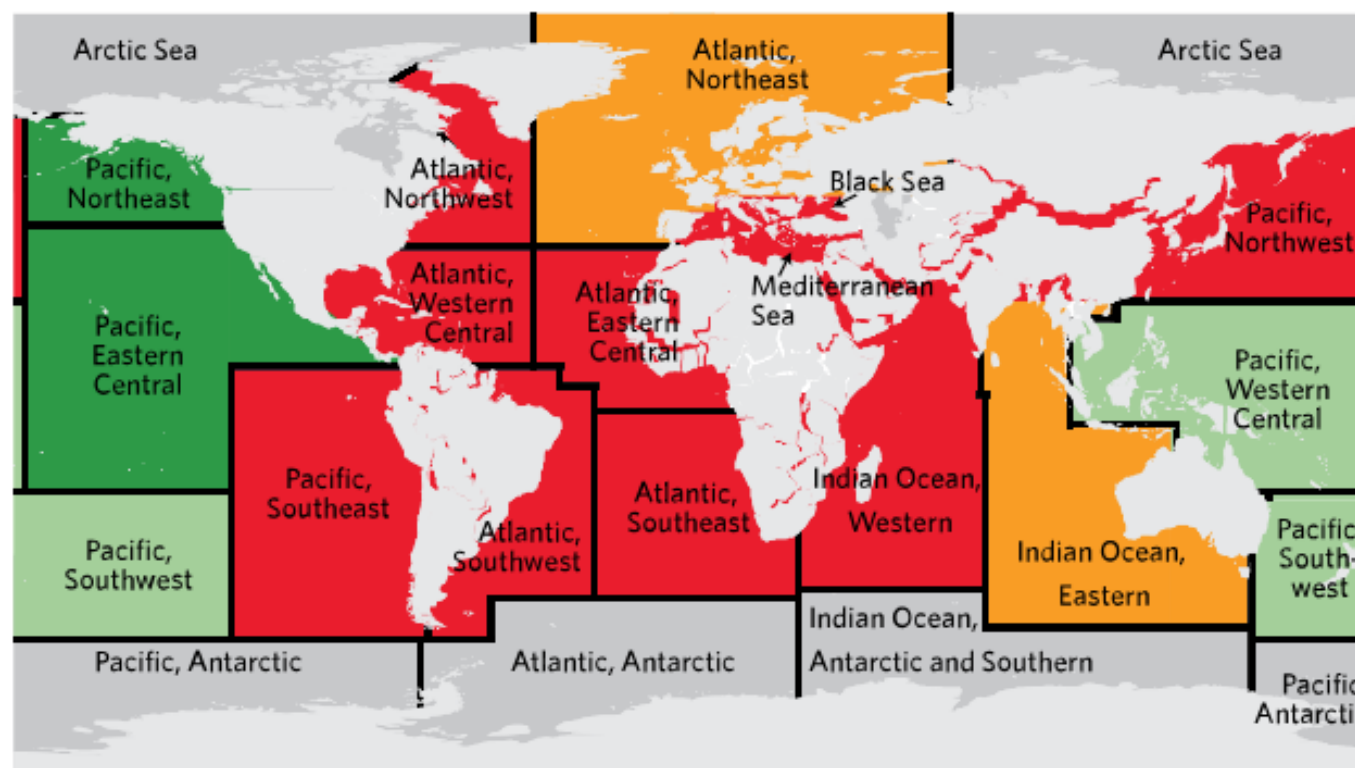 Arctic Sea
Atlantic,
Northeast
Arctic Sea
Pacific,
Northeast
Atlantic,
Northwest
Black Sea
Pacific,
Northwest
Atlantic,
Western
Central
Atlantic,
Eastern
Central
Mediterranean
Sea
Pacific,
Eastern
Central
Pacific,
Western
Central
Pacific,
Southeast
Atlantic,
Southeast
Indian Ocean,
Western
Atlantic,
Southwest
Pacific,
Southwest
Indian Ocean,
Eastern
Pacific,
South-
west
Indian Ocean,
Antarctic and Southern
Pacific, Antarctic
Atlantic, Antarctic
Pacific
Antarcti